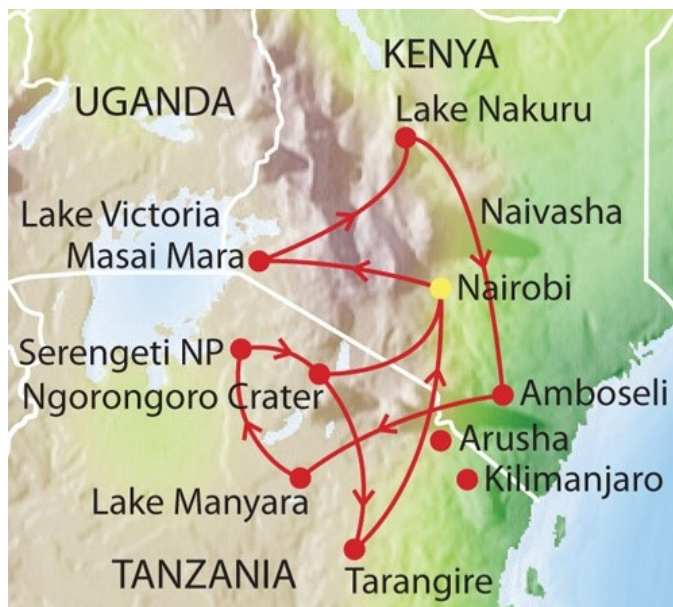 KENYA
UGANDA
Lake Nakuru
Lake Victoria
Naivasha
Masai Mara
Nairobi
Serengeti NP
Ngorongoro Crater
Amboseli
Arusha
Kilimanjaro
Lake Manyara
TANZANIA
Tarangire